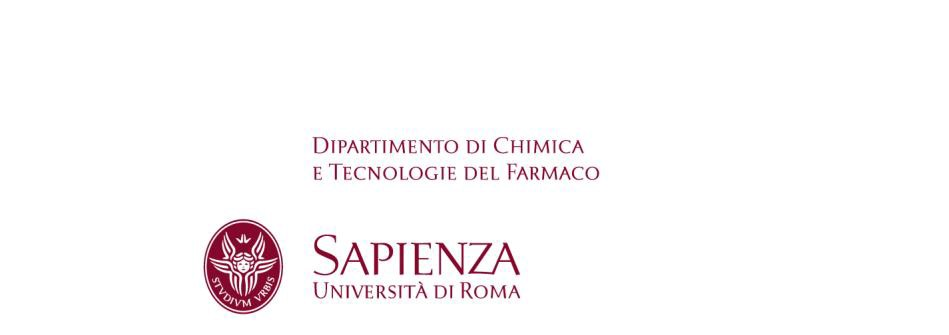 Dipartimento di Chimica
e Tecnologie del Farmaco
STVDIVM VRBIS
Sapienza
Università di Roma